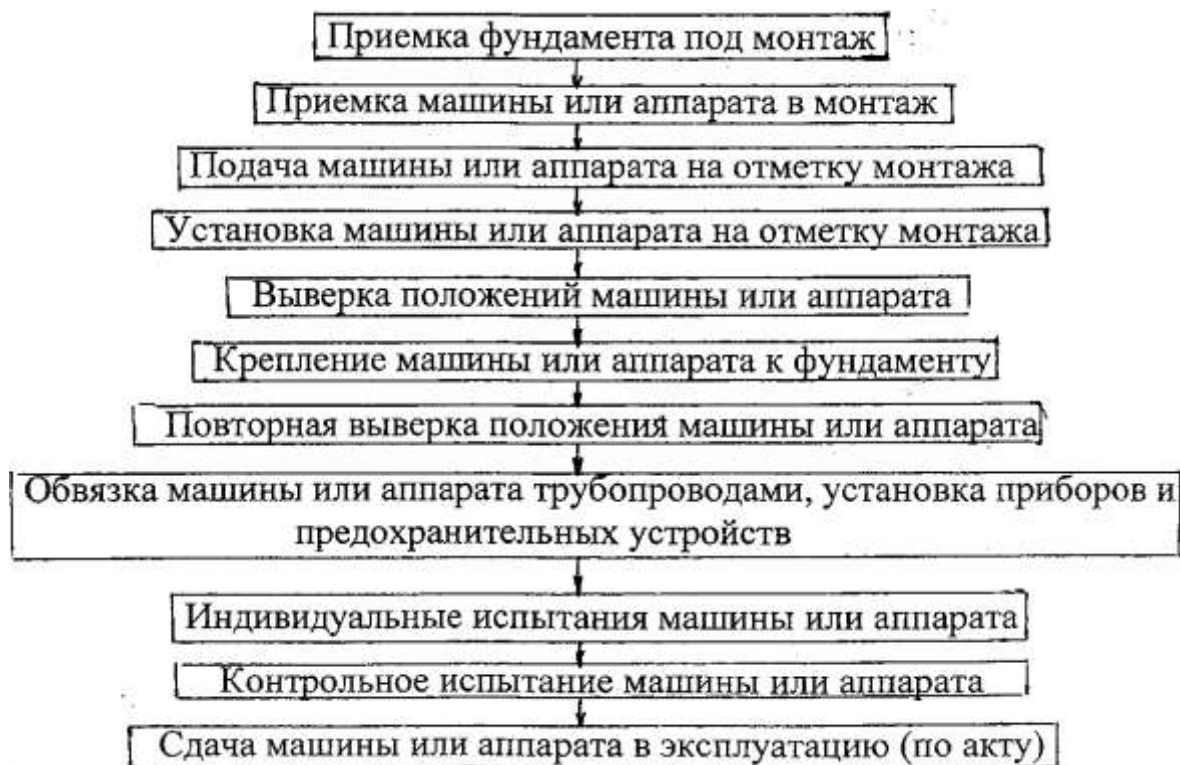 Приемка фундамента под монтаж
Приемка машины или аппарата в монтаж
Подача машины или аппарата на отметку монтажа
Установка машины или аппарата на отметку монтажа
Выверка положений машины или аппарата
Крепление машины или аппарата к фундаменту
Повторная выверка положения машины или аппарата
Обвязка машины или аппарата трубопроводами, установка приборов и
предохранительных устройств
Индивидуальные испытания машины или аппарата
Контрольное испытание машины или аппарата
Сдача машины или аппарата в эксплуатацию (по акту)